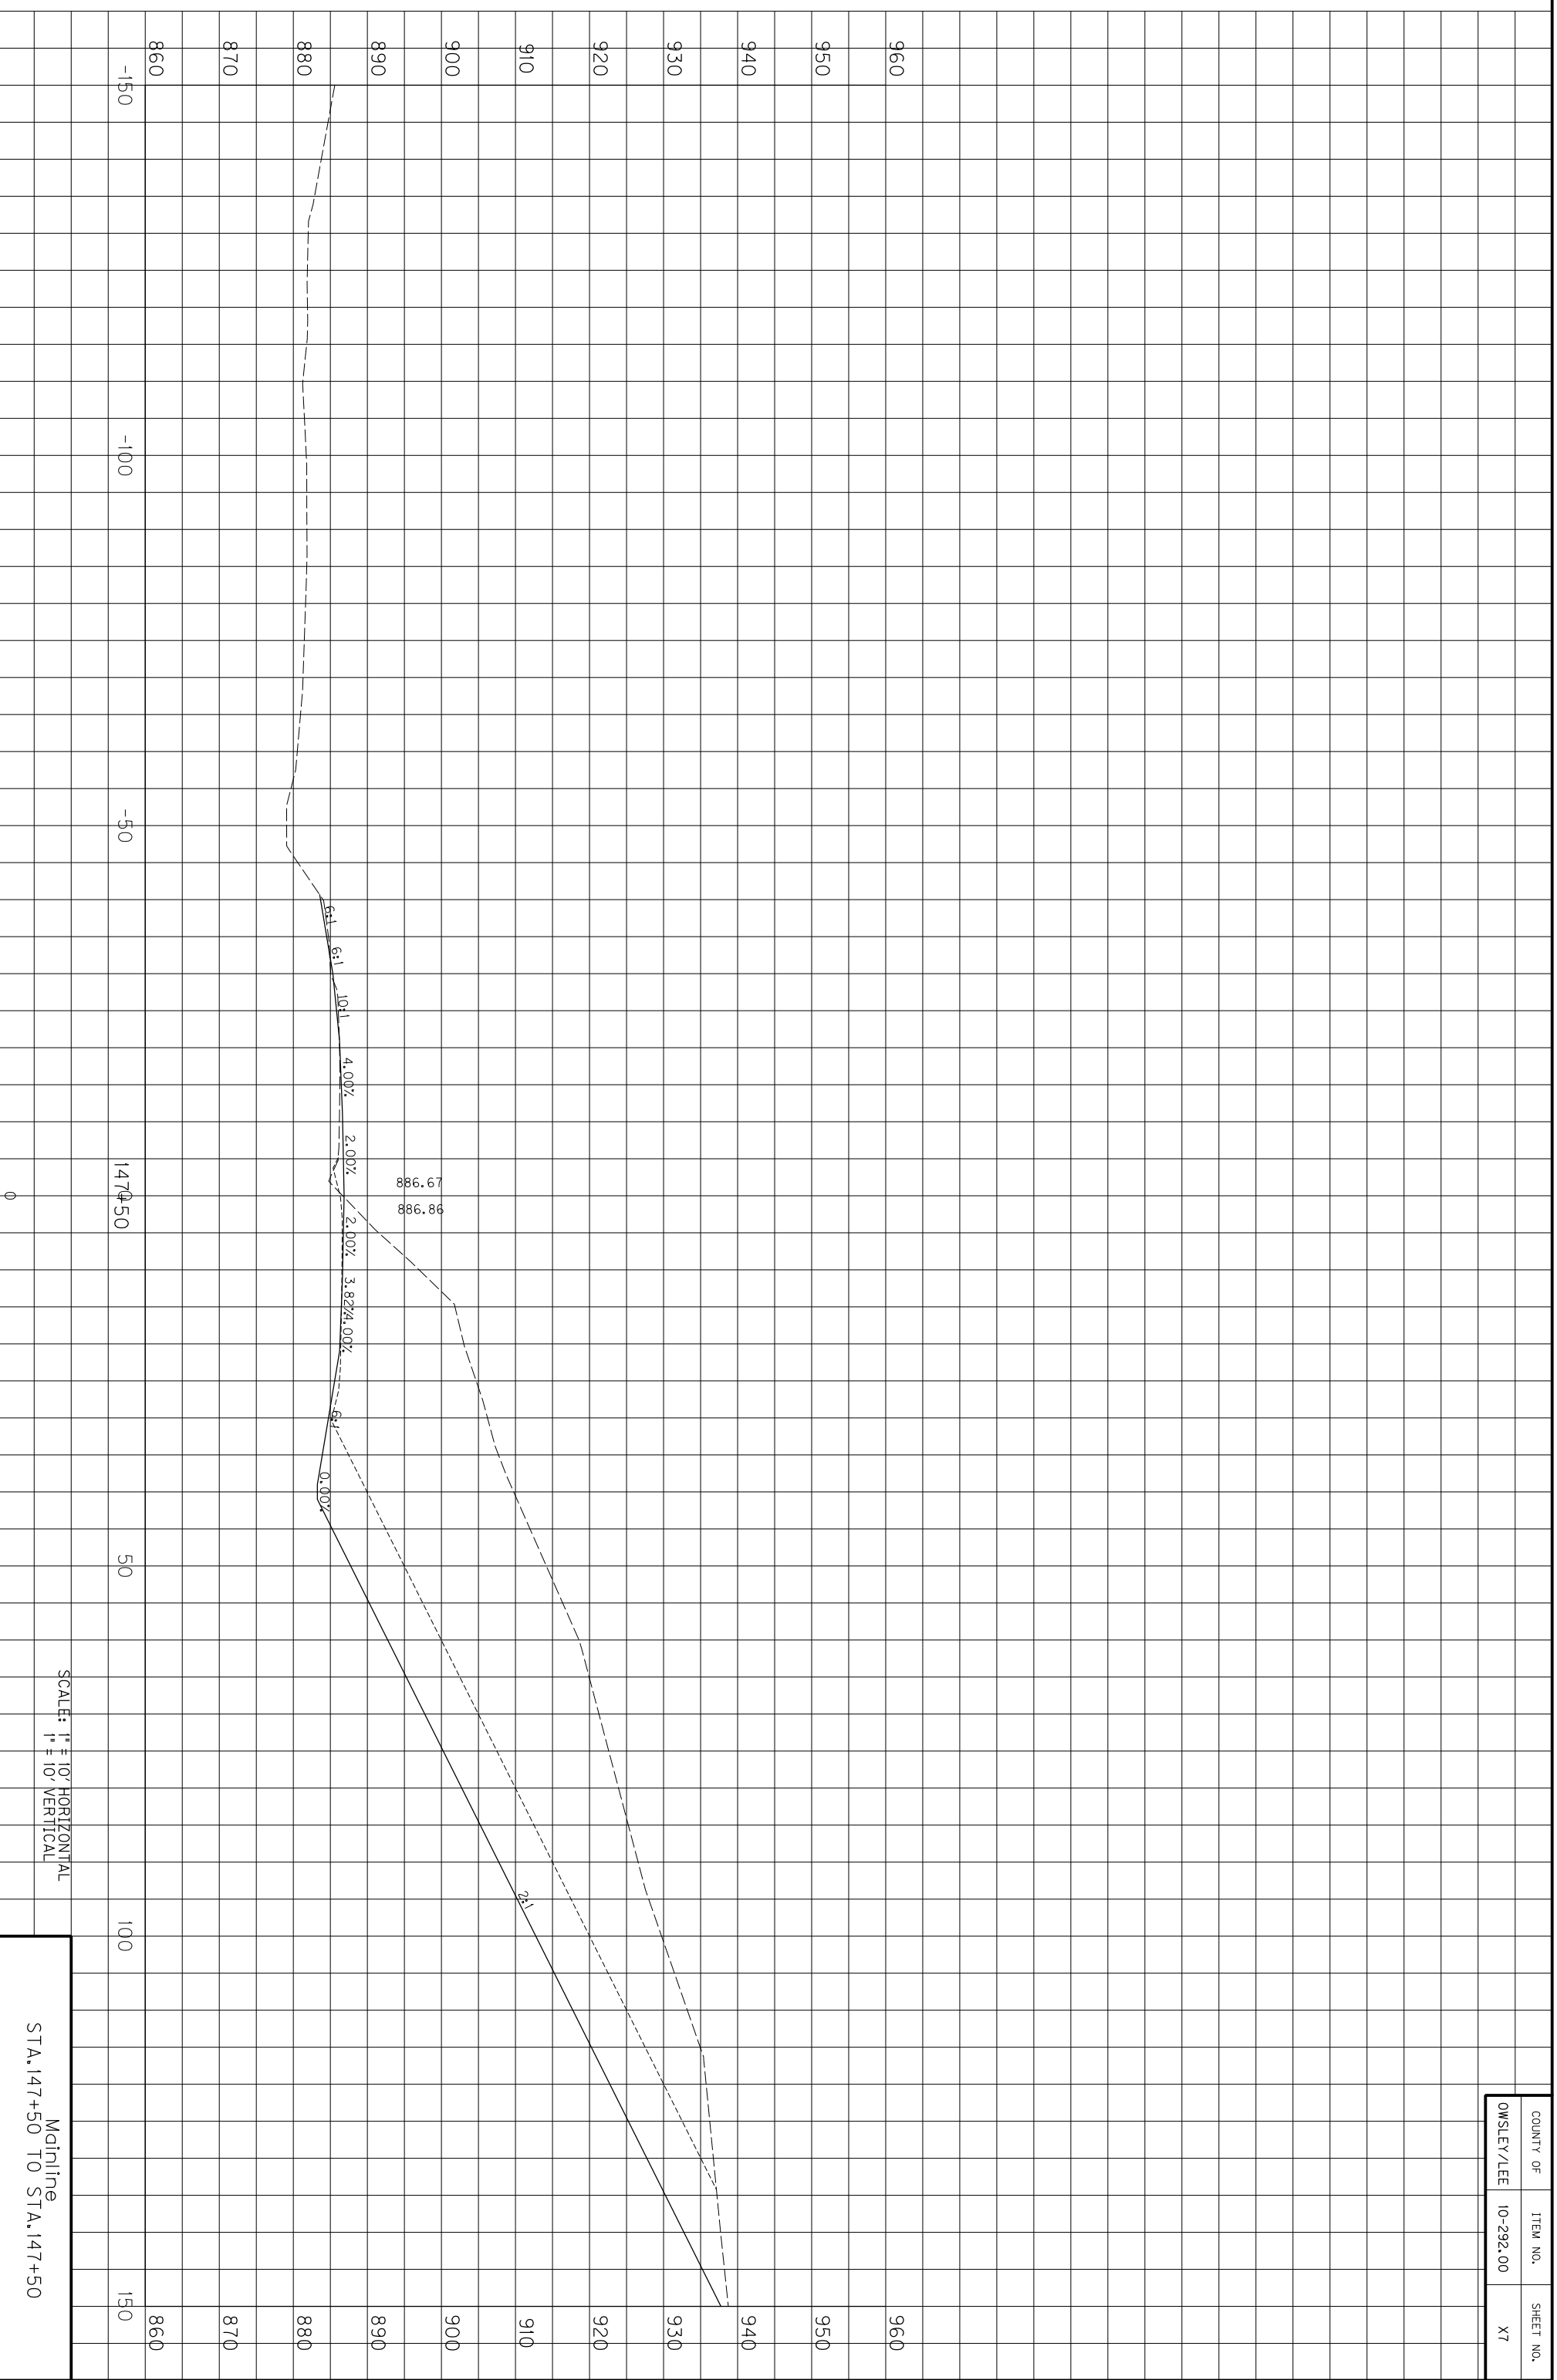 COUNTY OF ITEM NO. SHEET NO.
OWSLEY/LEE 10-292.00 X7
960 960
950 950
940 940
930 930
920 920
910 910
900 900
890 890
880 880
870 870
860 860
886.67 886.86
6:1 6:1 10:1 4.00% 2.00% 2.00% 3.82% 4.00% 6:1 0.00% 2:1
-150 -100 -50 0 50 100 150
147+50
0
SCALE: 1" = 10' HORIZONTAL
1" = 10' VERTICAL
Mainline
STA. 147+50 TO STA. 147+50